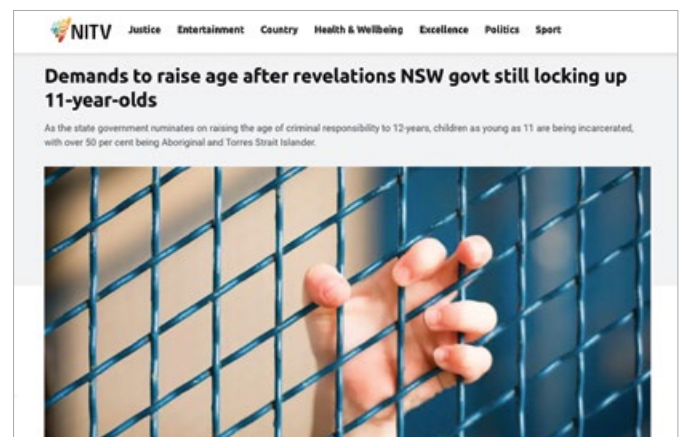 NITV Justice Entertainment Country Health & Wellbeing Excellence Politics Sport
Demands to raise age after revelations NSW govt still locking up
11-year-olds
As the state government ruminates on raising the age of criminal responsibility to 12-years, children as young as 11 are being incarcerated,
with over 50 per cent being Aboriginal and Torres Strait Islander.